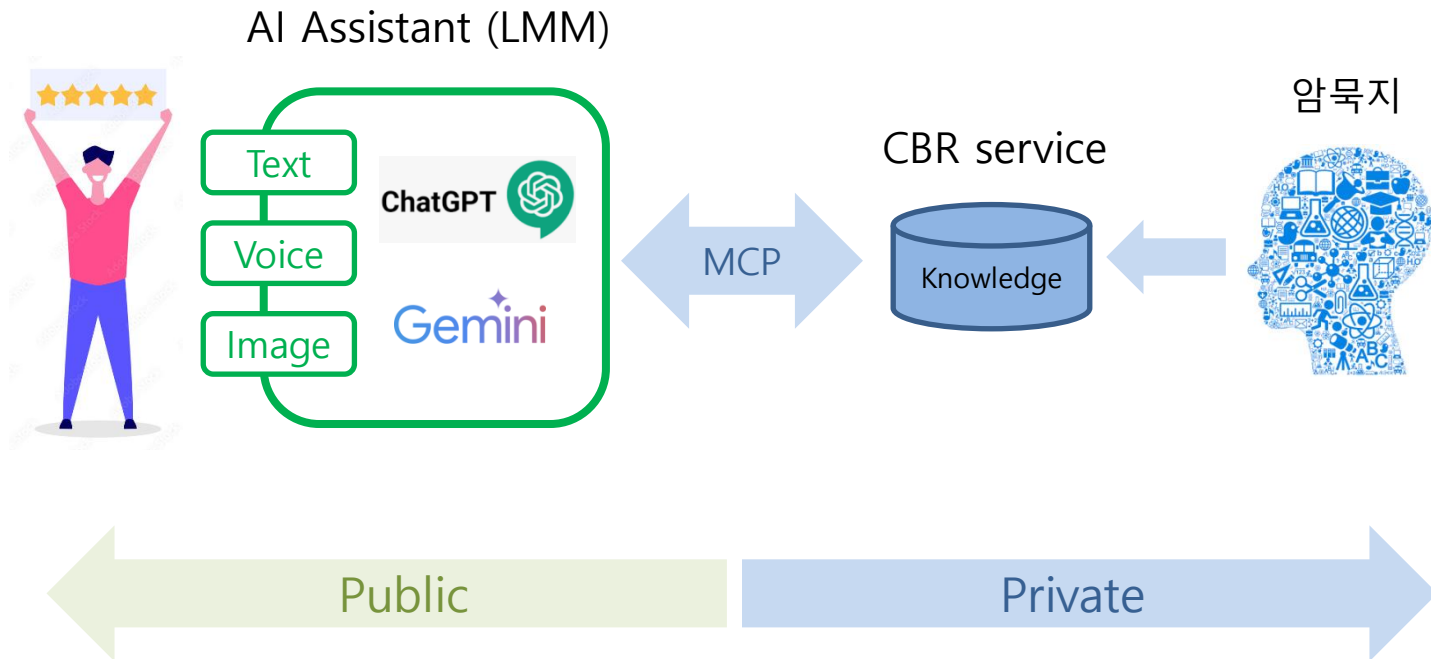 AI Assistant (LMM)
암묵지
CBR service
Text
ChatGPT
Voice
MCP
Knowledge
Gemini
Image
Public
Private